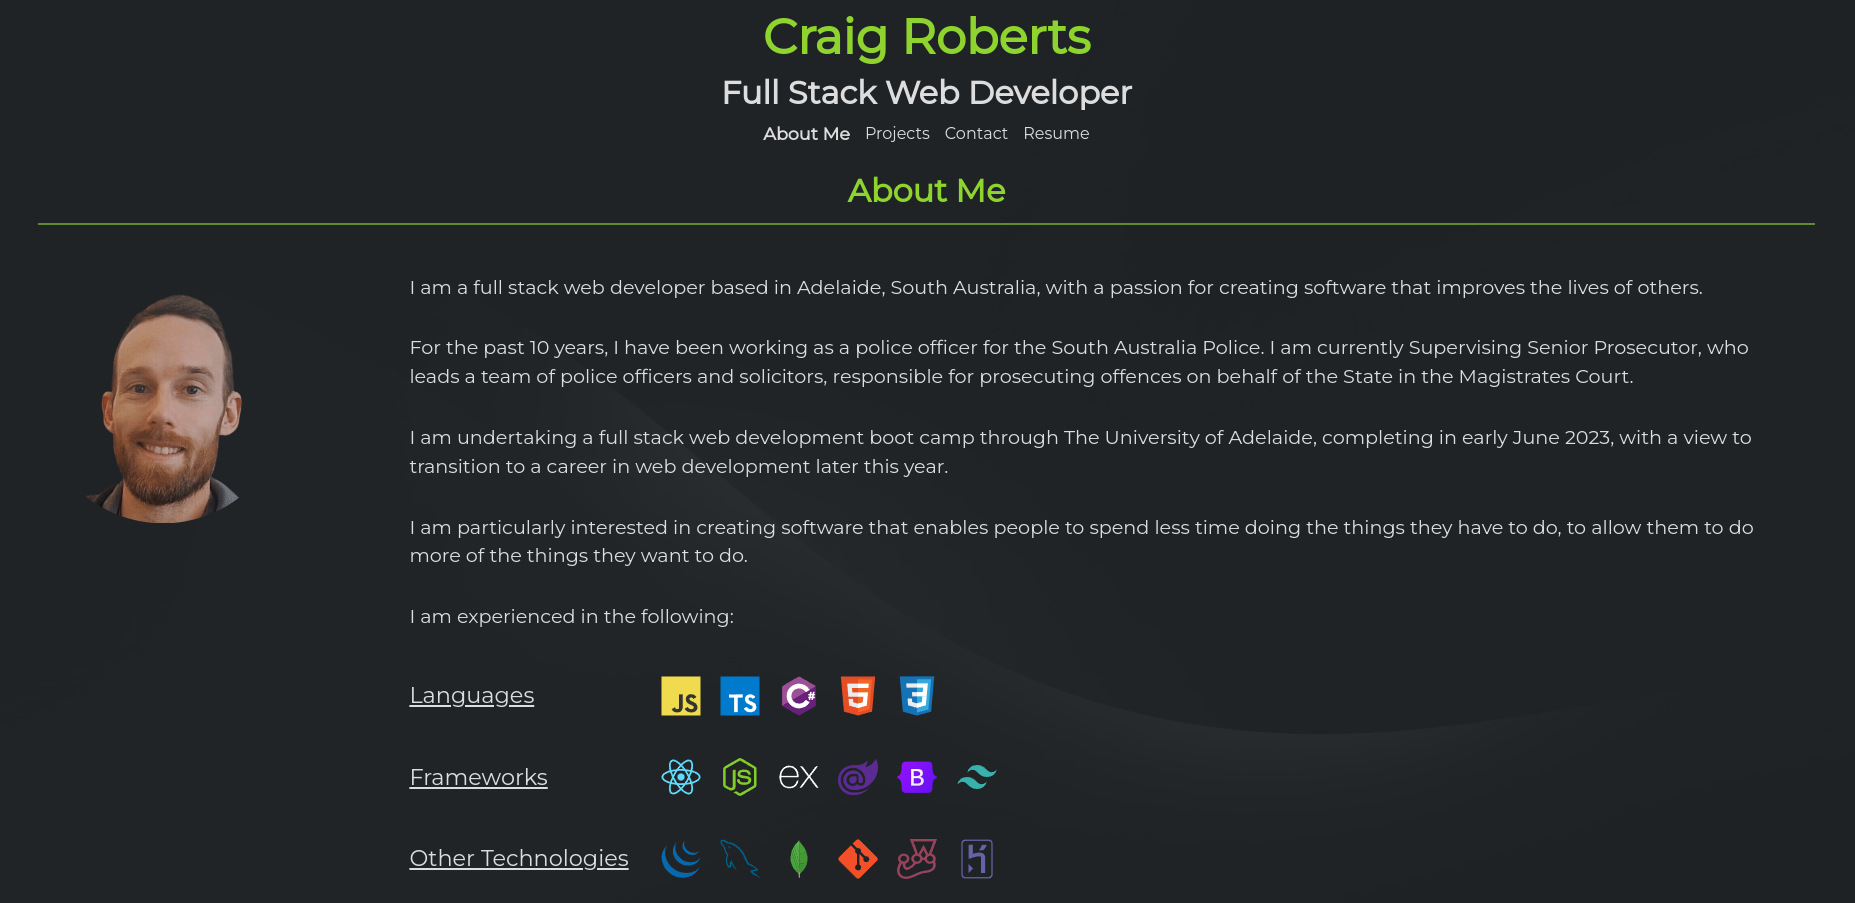 Craig Roberts
Full Stack Web Developer
About Me Projects Contact Resume
About Me
I am a full stack web developer based in Adelaide, South Australia, with a passion for creating software that improves the lives of others.
For the past 10 years, I have been working as a police officer for the South Australia Police. I am currently Supervising Senior Prosecutor, who
leads a team of police officers and solicitors, responsible for prosecuting offences on behalf of the State in the Magistrates Court.
I am undertaking a full stack web development boot camp through The University of Adelaide, completing in early June 2023, with a view to
transition to a career in web development later this year.
I am particularly interested in creating software that enables people to spend less time doing the things they have to do, to allow them to do
more of the things they want to do.
I am experienced in the following:
Languages JS TS C# 5 3
Frameworks JS ex @ B
Other Technologies